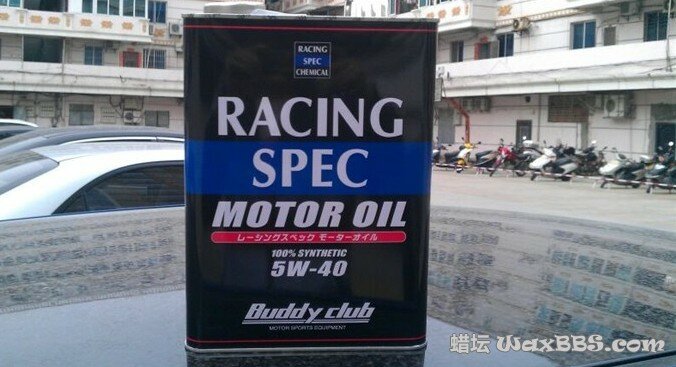 RACING
SPEC
CHEMICAL
RACING
SPEC
MOTOR OIL
レーシングスペック モーターオイル
100% SYNTHETIC
5W-40
Buddy club
MOTOR SPORTS EQUIPMENT
蜡坛 WaxBBS.com